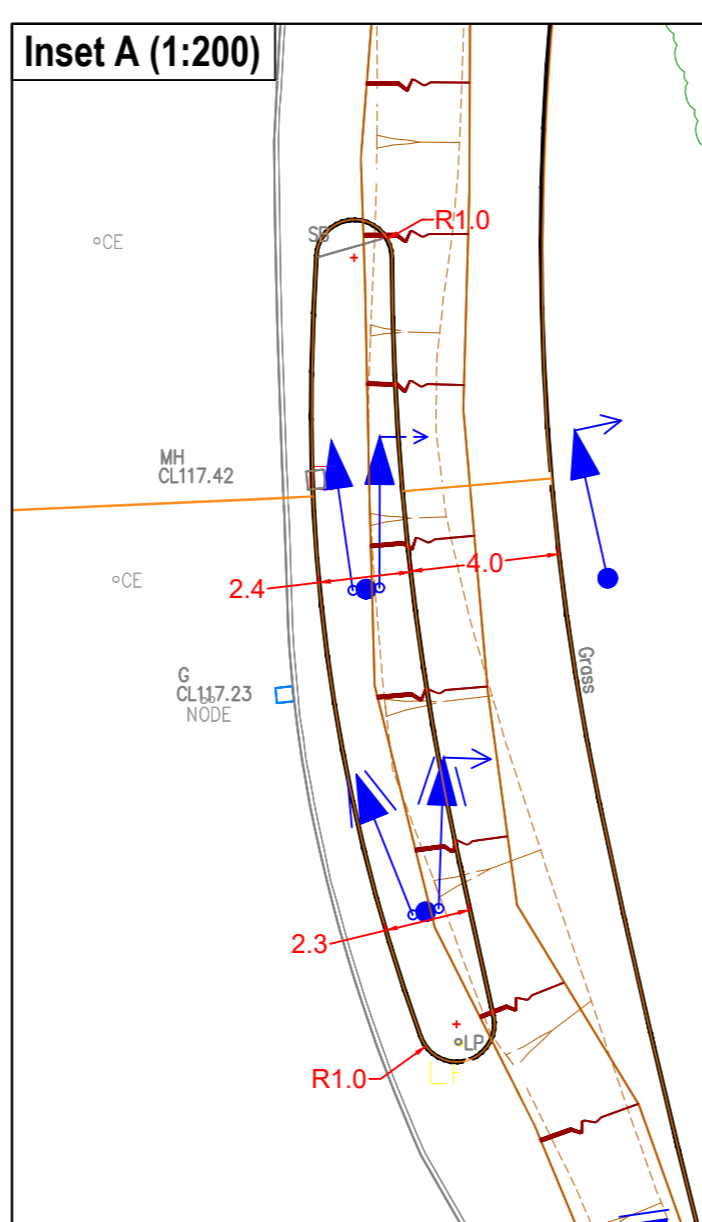 Inset A (1:200)
SB
R1.0
CE
MH
CL117.42
4.0
CE
2.4
Grass
G
CL117.23
NODE
2.3
LP
R1.0